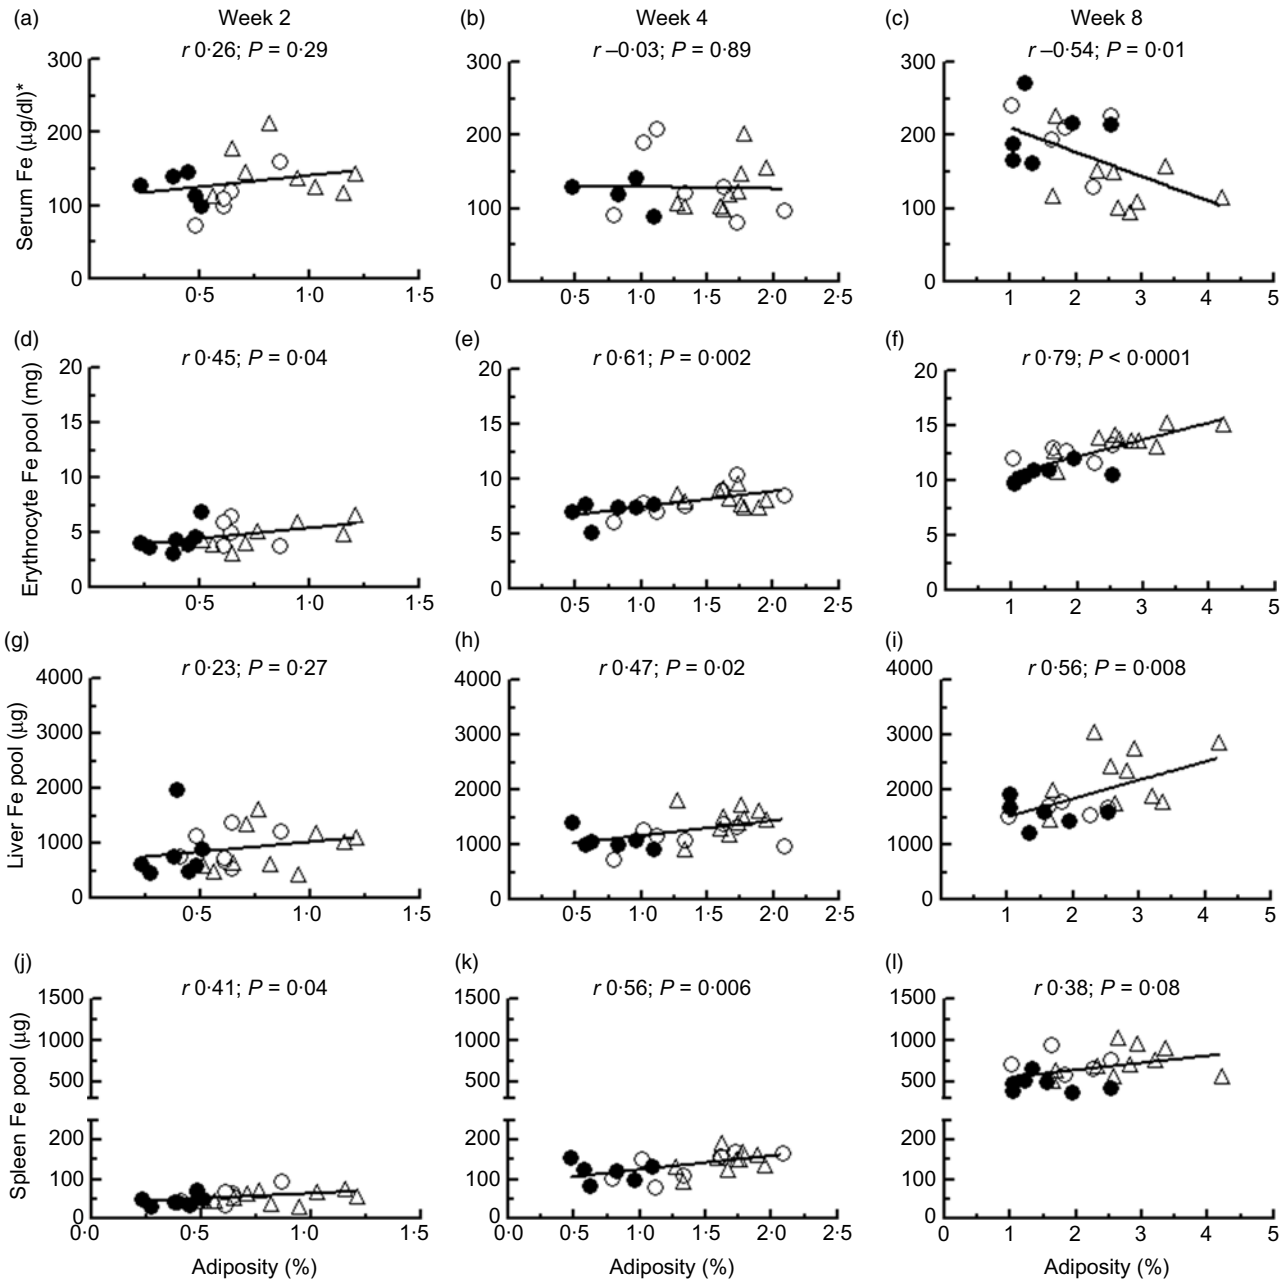 (a) Week 2 (b) Week 4 (c) Week 8
r 0·26; P = 0·29 r –0·03; P = 0·89 r –0·54; P = 0·01
Serum Fe (µg/dl)*
300 300 300
200 200 200
100 100 100
0 0 0
0·5 1·0 1·5 0·5 1·0 1·5 2·0 2·5 1 2 3 4 5
(d) (e) (f)
r 0·45; P = 0·04 r 0·61; P = 0·002 r 0·79; P < 0·0001
Erythrocyte Fe pool (mg)
20 20 20
15 15 15
10 10 10
5 5 5
0 0 0
0·5 1·0 1·5 0·5 1·0 1·5 2·0 2·5 1 2 3 4 5
(g) (h) (i)
r 0·23; P = 0·27 r 0·47; P = 0·02 r 0·56; P = 0·008
Liver Fe pool (µg)
4000 4000 4000
3000 3000 3000
2000 2000 2000
1000 1000 1000
0 0 0
0·5 1·0 1·5 0·5 1·0 1·5 2·0 2·5 1 2 3 4 5
(j) (k) (l)
r 0·41; P = 0·04 r 0·56; P = 0·006 r 0·38; P = 0·08
Spleen Fe pool (µg)
1500 1500 1500
1000 1000 1000
500 500 500
200 200 200
100 100 100
0 0 0
0·0 0·5 1·0 1·5 0·0 0·5 1·0 1·5 2·0 2·5 0 1 2 3 4 5
Adiposity (%) Adiposity (%) Adiposity (%)